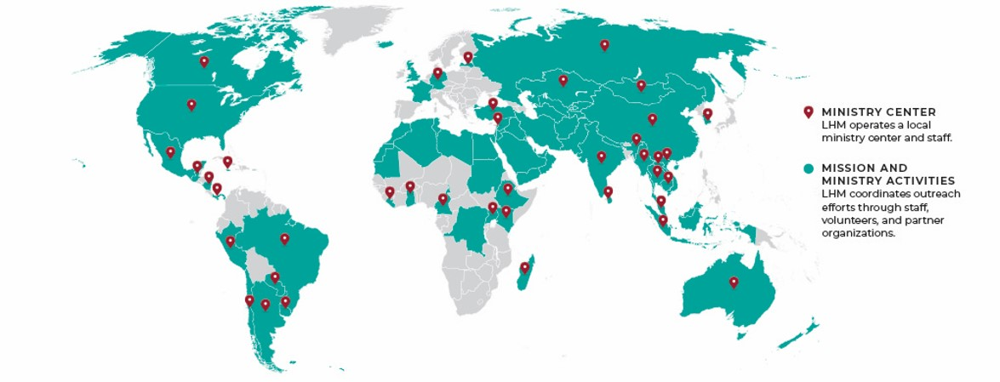 MINISTRY CENTER
LHM operates a local
ministry center and staff.
MISSION AND
MINISTRY ACTIVITIES
LHM coordinates outreach
efforts through staff,
volunteers, and partner
organizations.